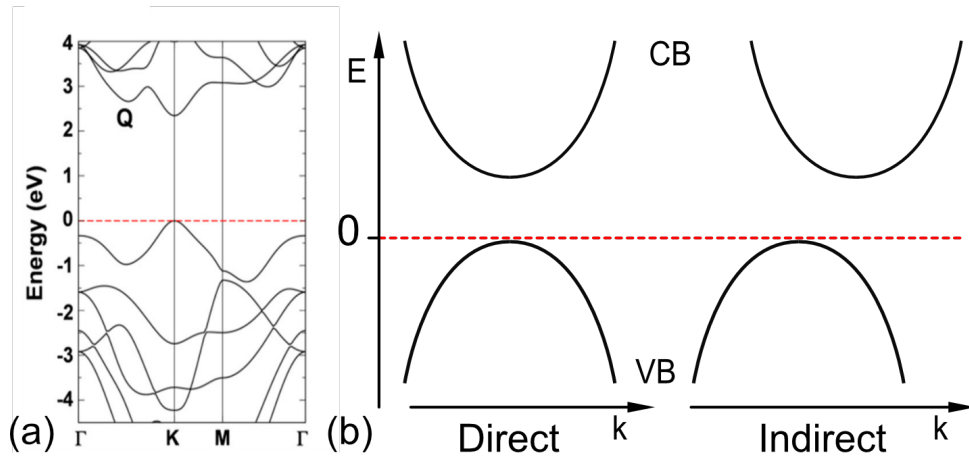 4
3
2
1
0
-1
-2
-3
-4
Energy (eV)
Q
Γ K M Γ
(a)
E
0
CB
VB
(b)
Direct
k
Indirect
k